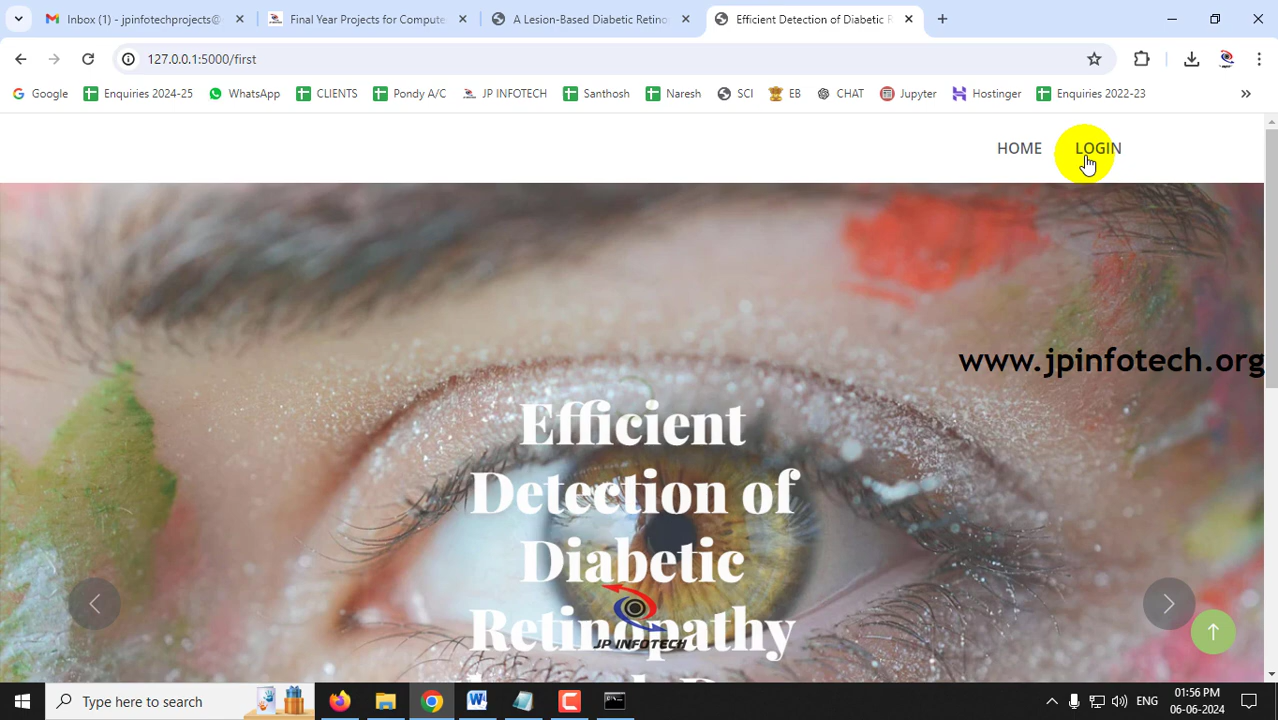 Inbox (1) - jpinfotechprojects@
Final Year Projects for Compute
A Lesion-Based Diabetic Retino
Efficient Detection of Diabetic R
127.0.0.1:5000/first
Google
Enquiries 2024-25
WhatsApp
CLIENTS
Pondy A/C
JP INFOTECH
Santhosh
Naresh
SCI
EB
CHAT
Jupyter
Hostinger
Enquiries 2022-23
HOME
LOGIN
www.jpinfotech.org
Efficient
Detection of
Diabetic
Retinopathy
JP INFOTECH
Type here to search
ENG
01:56 PM
06-06-2024